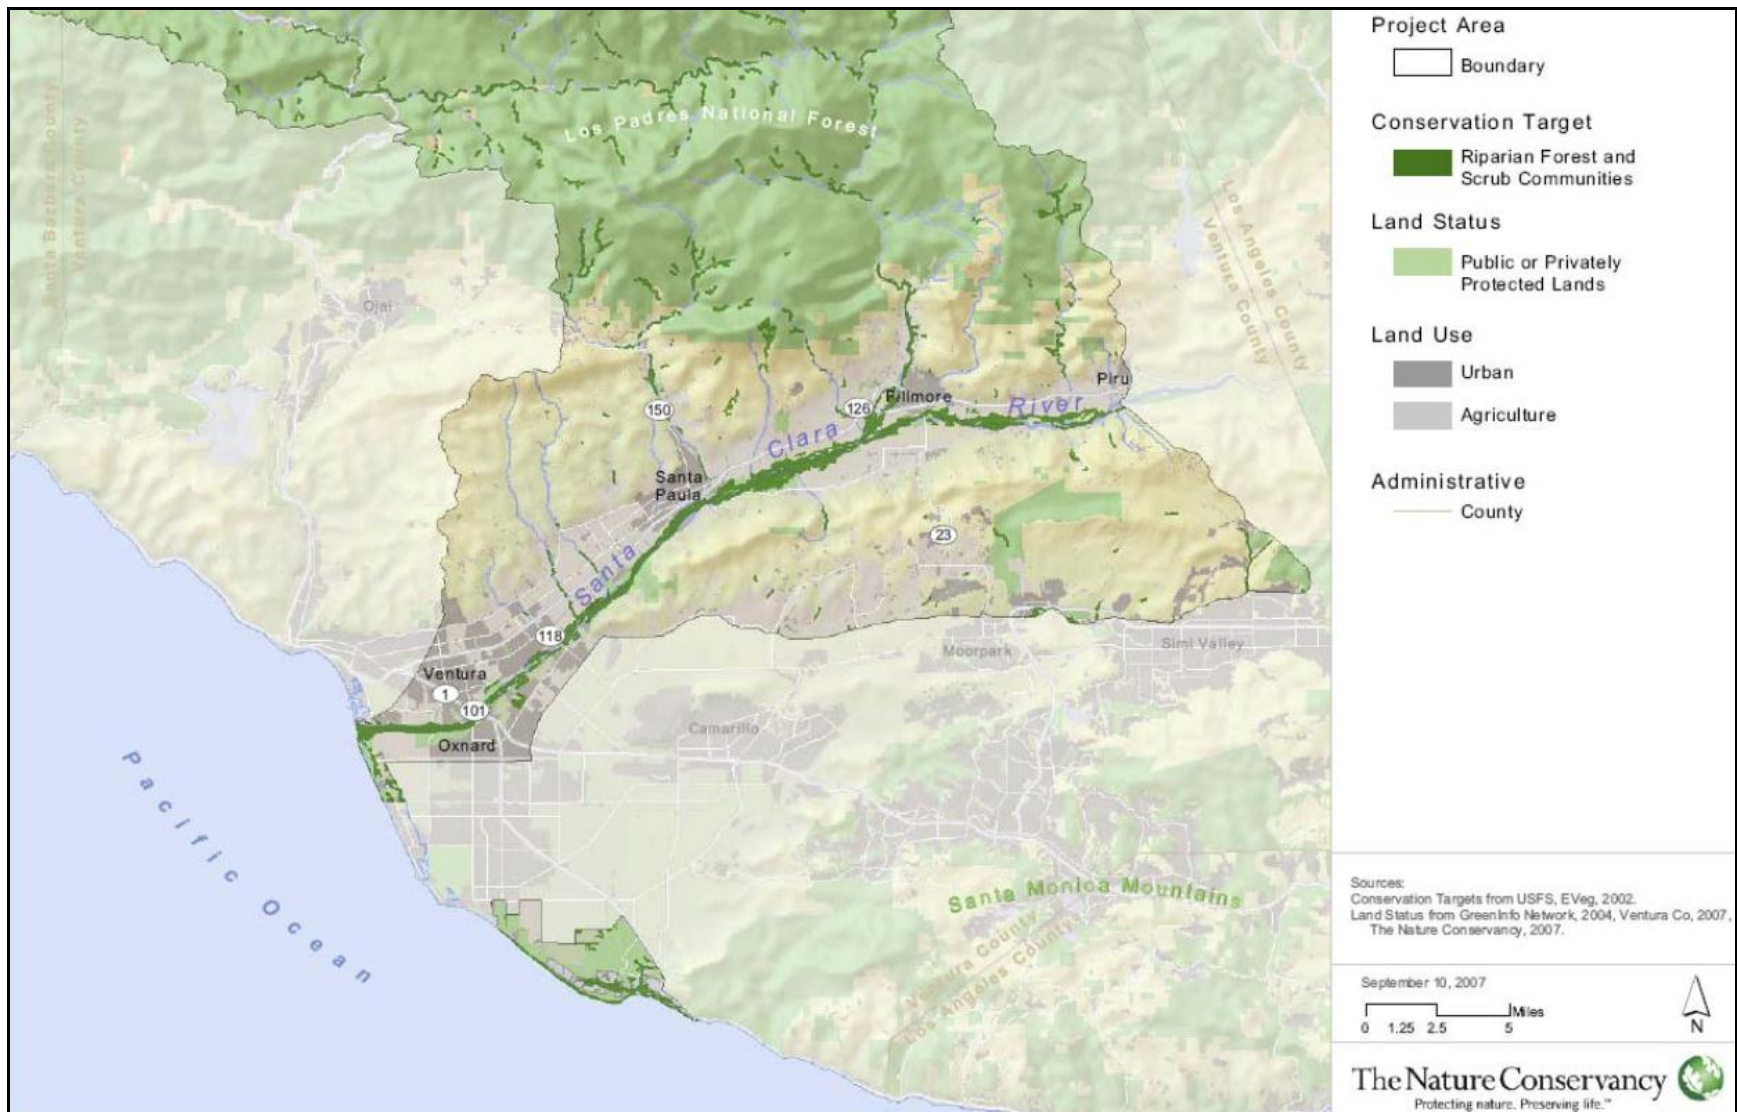 Project Area
Boundary
Conservation Target
Riparian Forest and
Scrub Communities
Land Status
Public or Privately
Protected Lands
Land Use
Urban
Agriculture
Administrative
County
Los Padres National Forest
Santa Barbara County
Ventura County
Los Angeles County
Ventura County
Ojai
Piru
Fillmore
126
150
River
Clara
Santa
Santa
Paula
23
118
Moorpark
Simi Valley
Ventura
1
101
Oxnard
Camarillo
Pacific Ocean
Santa Monica Mountains
Ventura County
Los Angeles County
Sources:
Conservation Targets from USFS, EVeg, 2002.
Land Status from GreenInfo Network, 2004, Ventura Co, 2007,
The Nature Conservancy, 2007.
September 10, 2007
Miles
0 1.25 2.5 5
N
The Nature Conservancy
Protecting nature. Preserving life.™